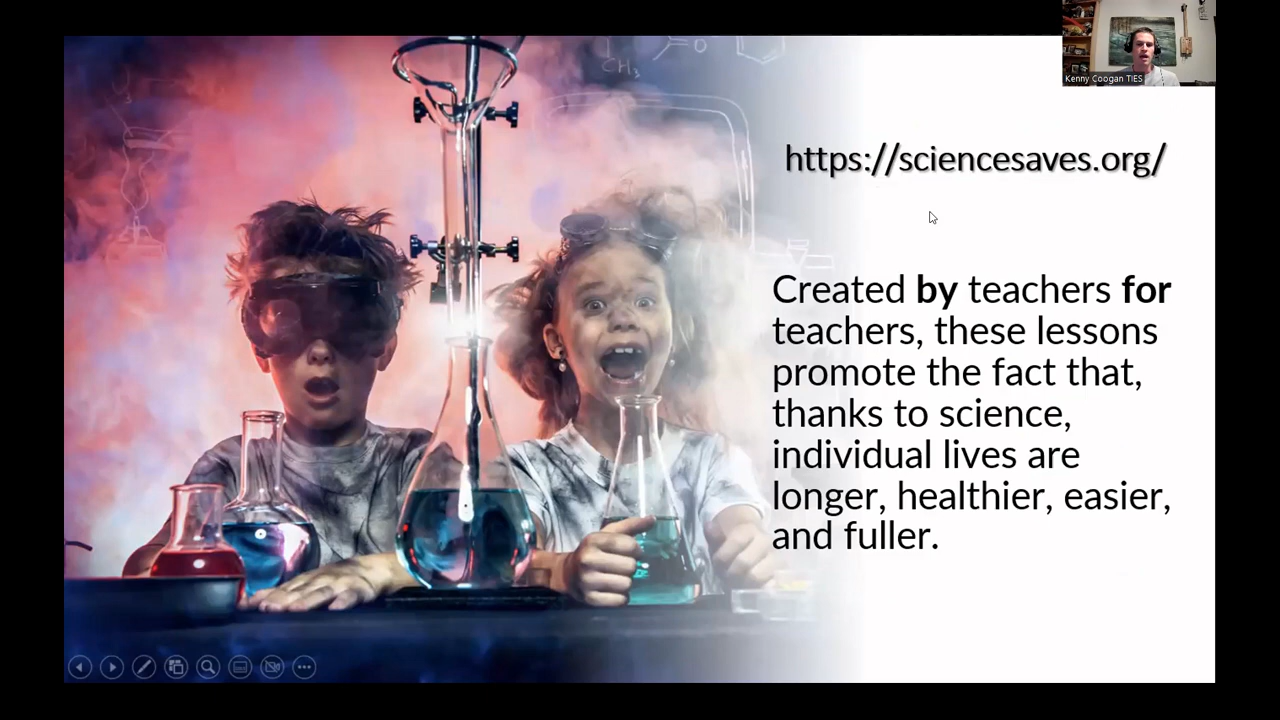 Kenny Coogan TIES
CH₃
https://sciencesaves.org/
Created by teachers for
teachers, these lessons
promote the fact that,
thanks to science,
individual lives are
longer, healthier, easier,
and fuller.